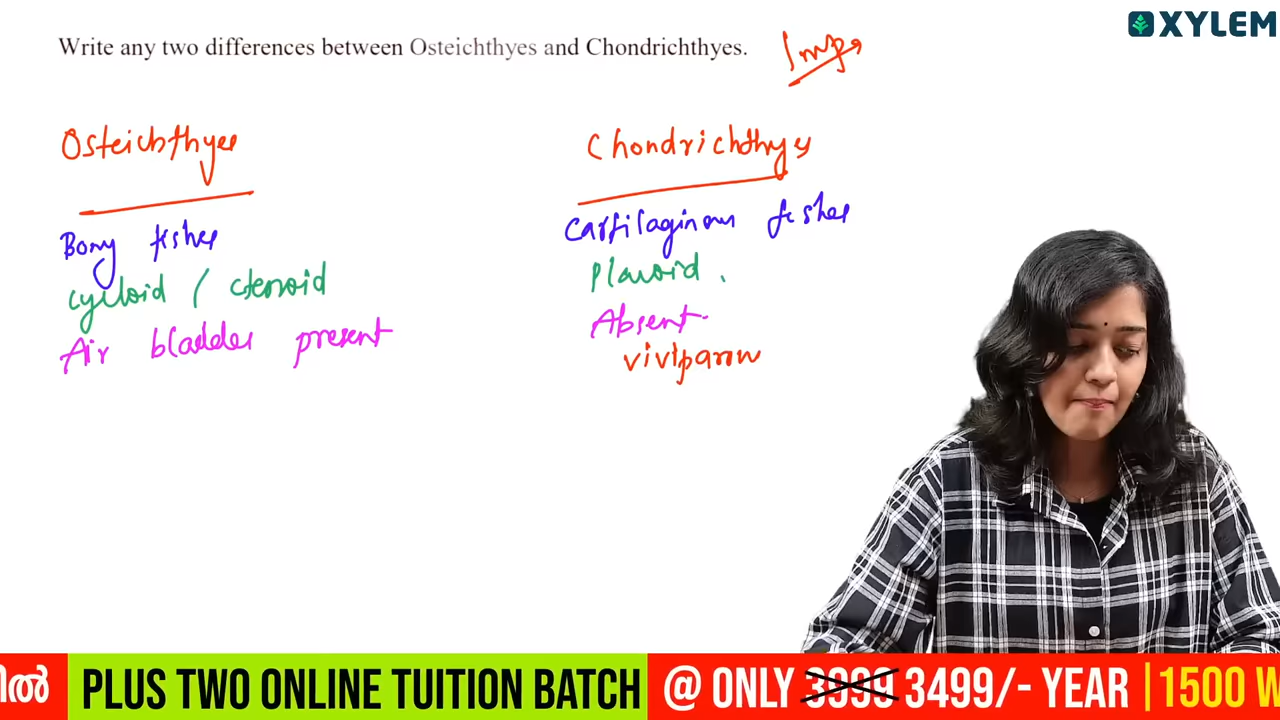 XYLEM
Write any two differences between Osteichthyes and Chondrichthyes.
Imp
Osteichthyes
Chondrichthyes
Bony fishes
Cartilaginous fishes
cycloid / ctenoid
Placoid .
Air bladder present
Absent.
viviparous
ിൽ
PLUS TWO ONLINE TUITION BATCH
@ ONLY 3999 3499/- YEAR
| 1500 W